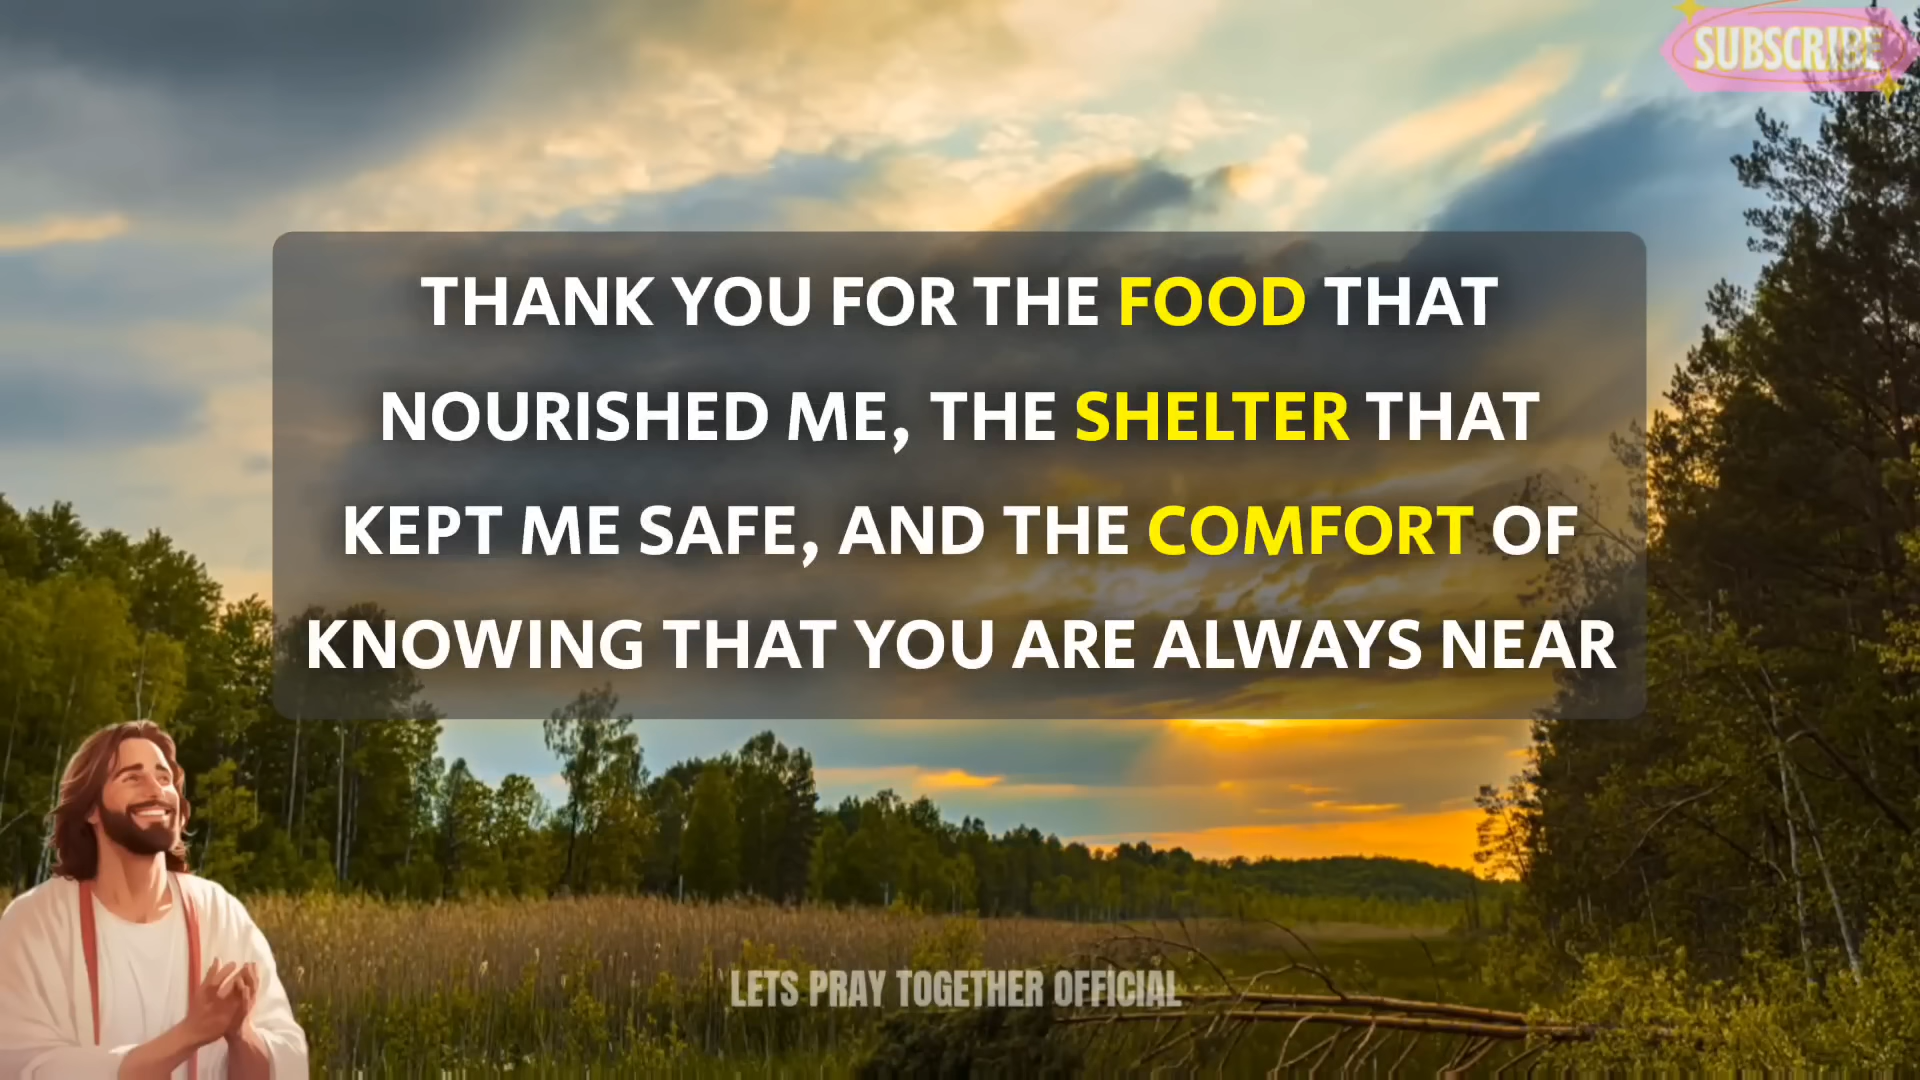 SUBSCRIBE
THANK YOU FOR THE FOOD THAT
NOURISHED ME, THE SHELTER THAT
KEPT ME SAFE, AND THE COMFORT OF
KNOWING THAT YOU ARE ALWAYS NEAR
LETS PRAY TOGETHER OFFICIAL